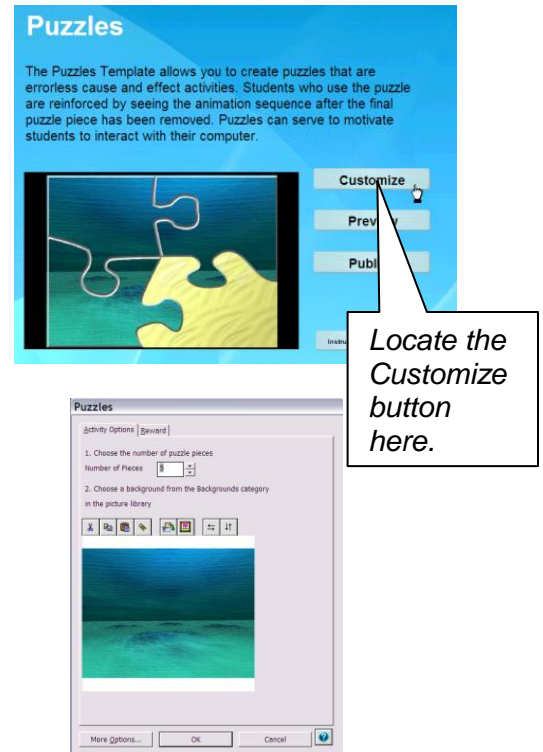 Puzzles
The Puzzles Template allows you to create puzzles that are
errorless cause and effect activities. Students who use the puzzle
are reinforced by seeing the animation sequence after the final
puzzle piece has been removed. Puzzles can serve to motivate
students to interact with their computer.
Customize
Locate the
Customize
button
here.
Puzzles
Activity Options
Reward
1. Choose the number of puzzle pieces
Number of Pieces
2. Choose a background from the Backgrounds category
in the picture library
More Options...
OK
Cancel